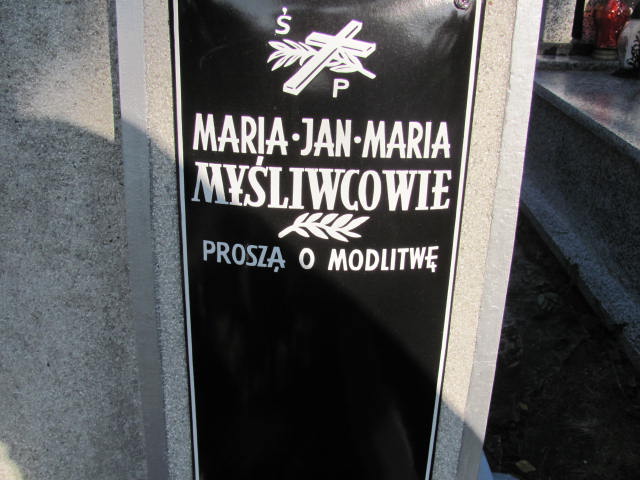 Ś P
MARIA·JAN·MARIA
MYŚLIWCOWIE
PROSZĄ O MODLITWĘ